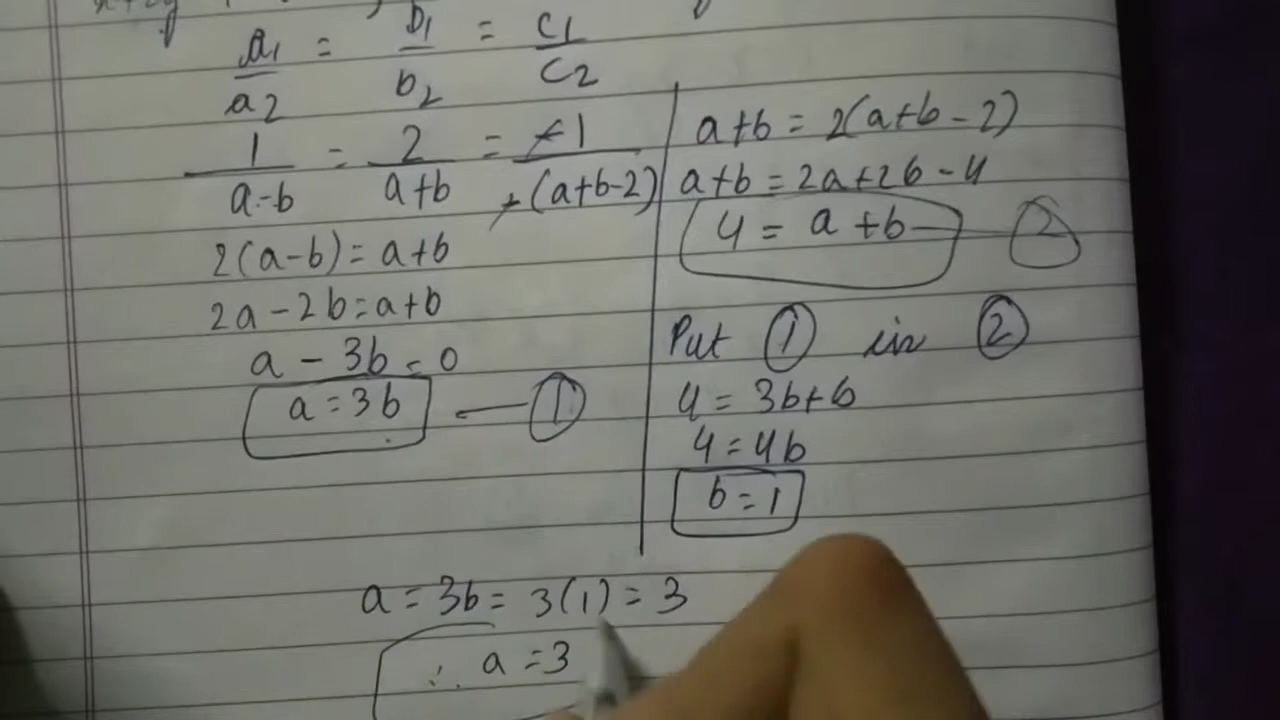 a1/a2 = b1/b2 = c1/c2
1/(a-b) = 2/(a+b) = -1/-(a+b-2)
2(a-b) = a+b
2a-2b = a+b
a - 3b = 0
a = 3b — ①
a+b = 2(a+b-2)
a+b = 2a+2b-4
4 = a+b — ②
Put ① in ②
4 = 3b+b
4 = 4b
b = 1
a = 3b = 3(1) = 3
∴ a = 3